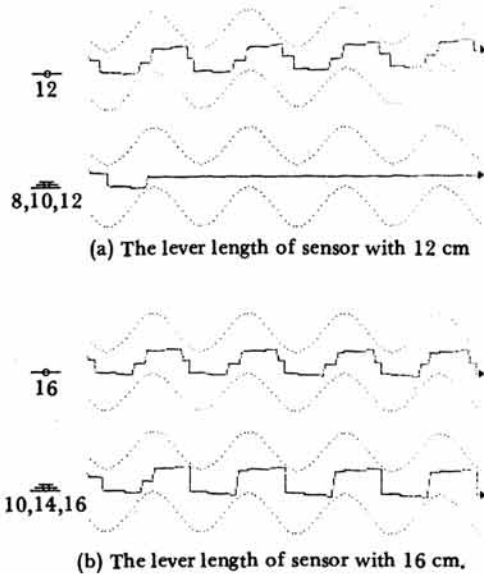 12
8,10,12
(a) The lever length of sensor with 12 cm
16
10,14,16
(b) The lever length of sensor with 16 cm.